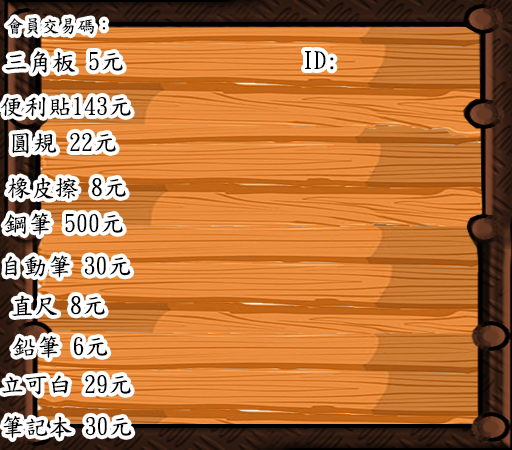 會員交易碼：
三角板 5元
ID:
便利貼143元
圓規 22元
橡皮擦 8元
鋼筆 500元
自動筆 30元
直尺 8元
鉛筆 6元
立可白 29元
筆記本 30元